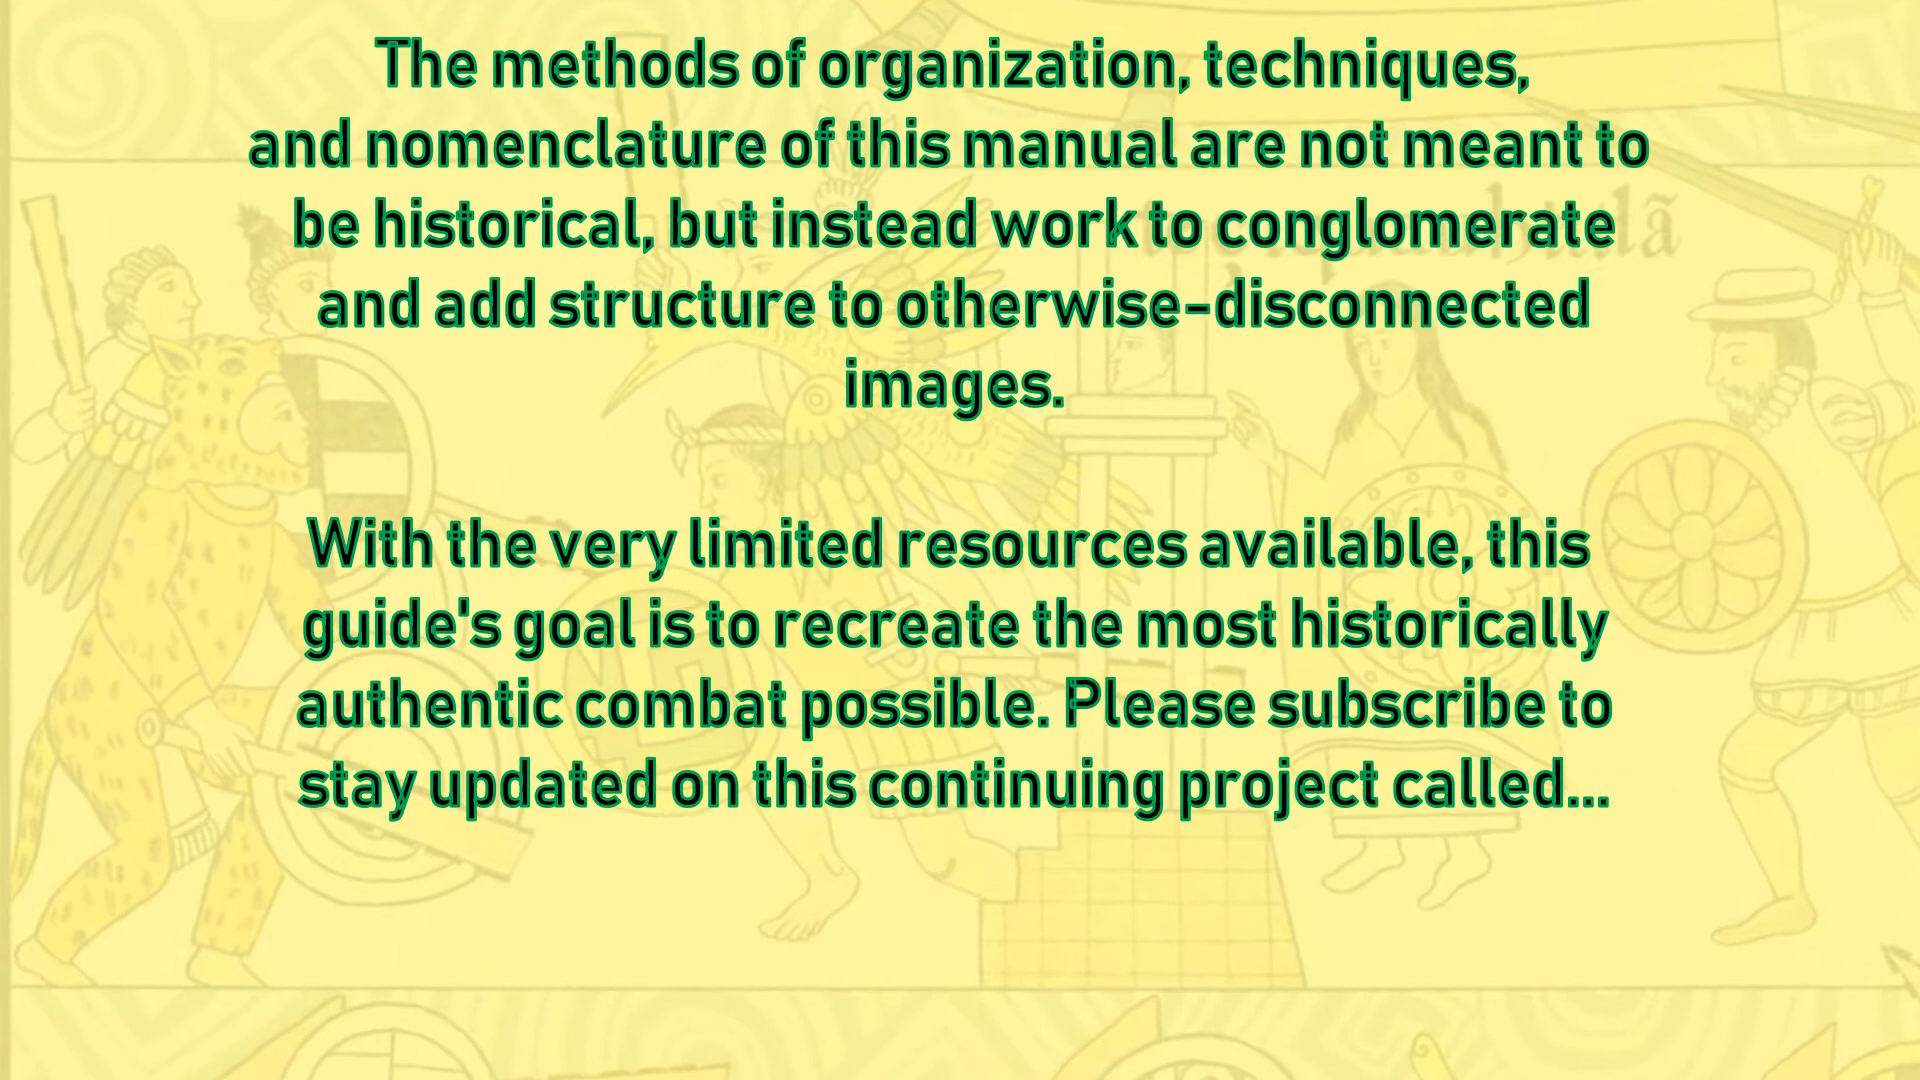 The methods of organization, techniques,
and nomenclature of this manual are not meant to
be historical, but instead work to conglomerate
and add structure to otherwise-disconnected
images.
With the very limited resources available, this
guide's goal is to recreate the most historically
authentic combat possible. Please subscribe to
stay updated on this continuing project called...